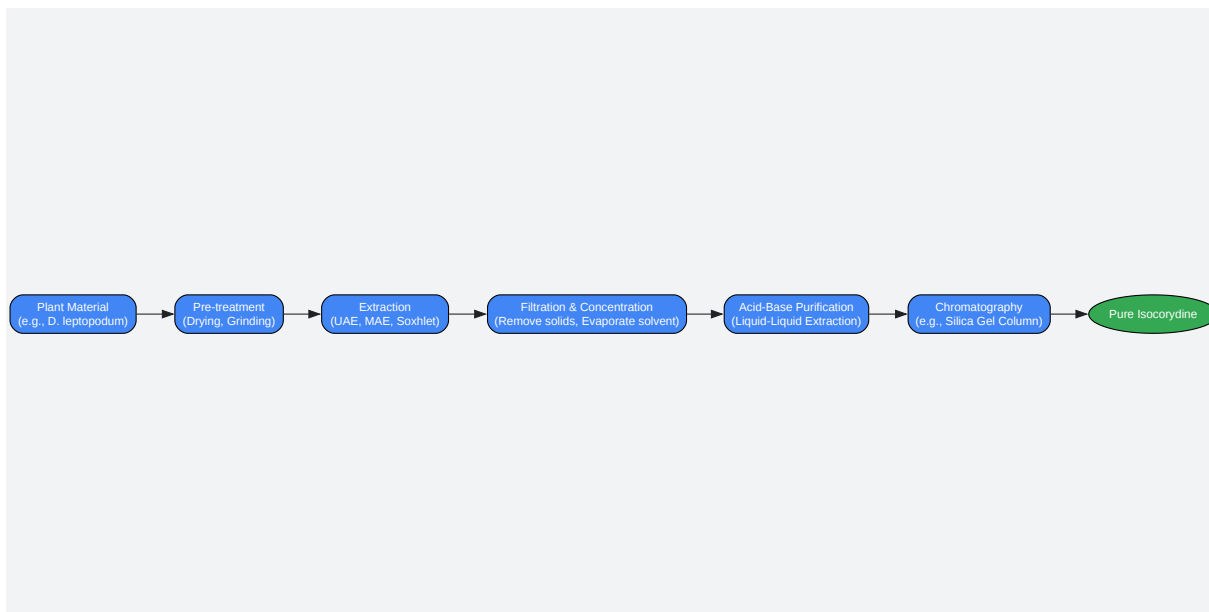 Plant Material
(e.g., D. leptopodum)
Pre-treatment
(Drying, Grinding)
Extraction
(UAE, MAE, Soxhlet)
Filtration & Concentration
(Remove solids, Evaporate solvent)
Acid-Base Purification
(Liquid-Liquid Extraction)
Chromatography
(e.g., Silica Gel Column)
Pure Isocorydine